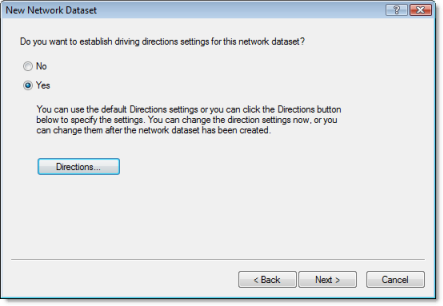 New Network Dataset
Do you want to establish driving directions settings for this network dataset?
No
Yes
You can use the default Directions settings or you can click the Directions button
below to specify the settings. You can change the direction settings now, or you
can change them after the network dataset has been created.
Directions...
< Back
Next >
Cancel